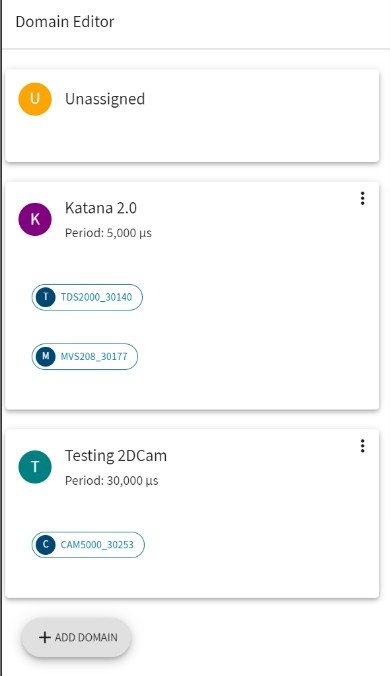 Domain Editor
U Unassigned
K Katana 2.0
Period: 5,000 µs
T TDS2000_30140
M MVS208_30177
T Testing 2DCam
Period: 30,000 µs
C CAM5000_30253
+ ADD DOMAIN